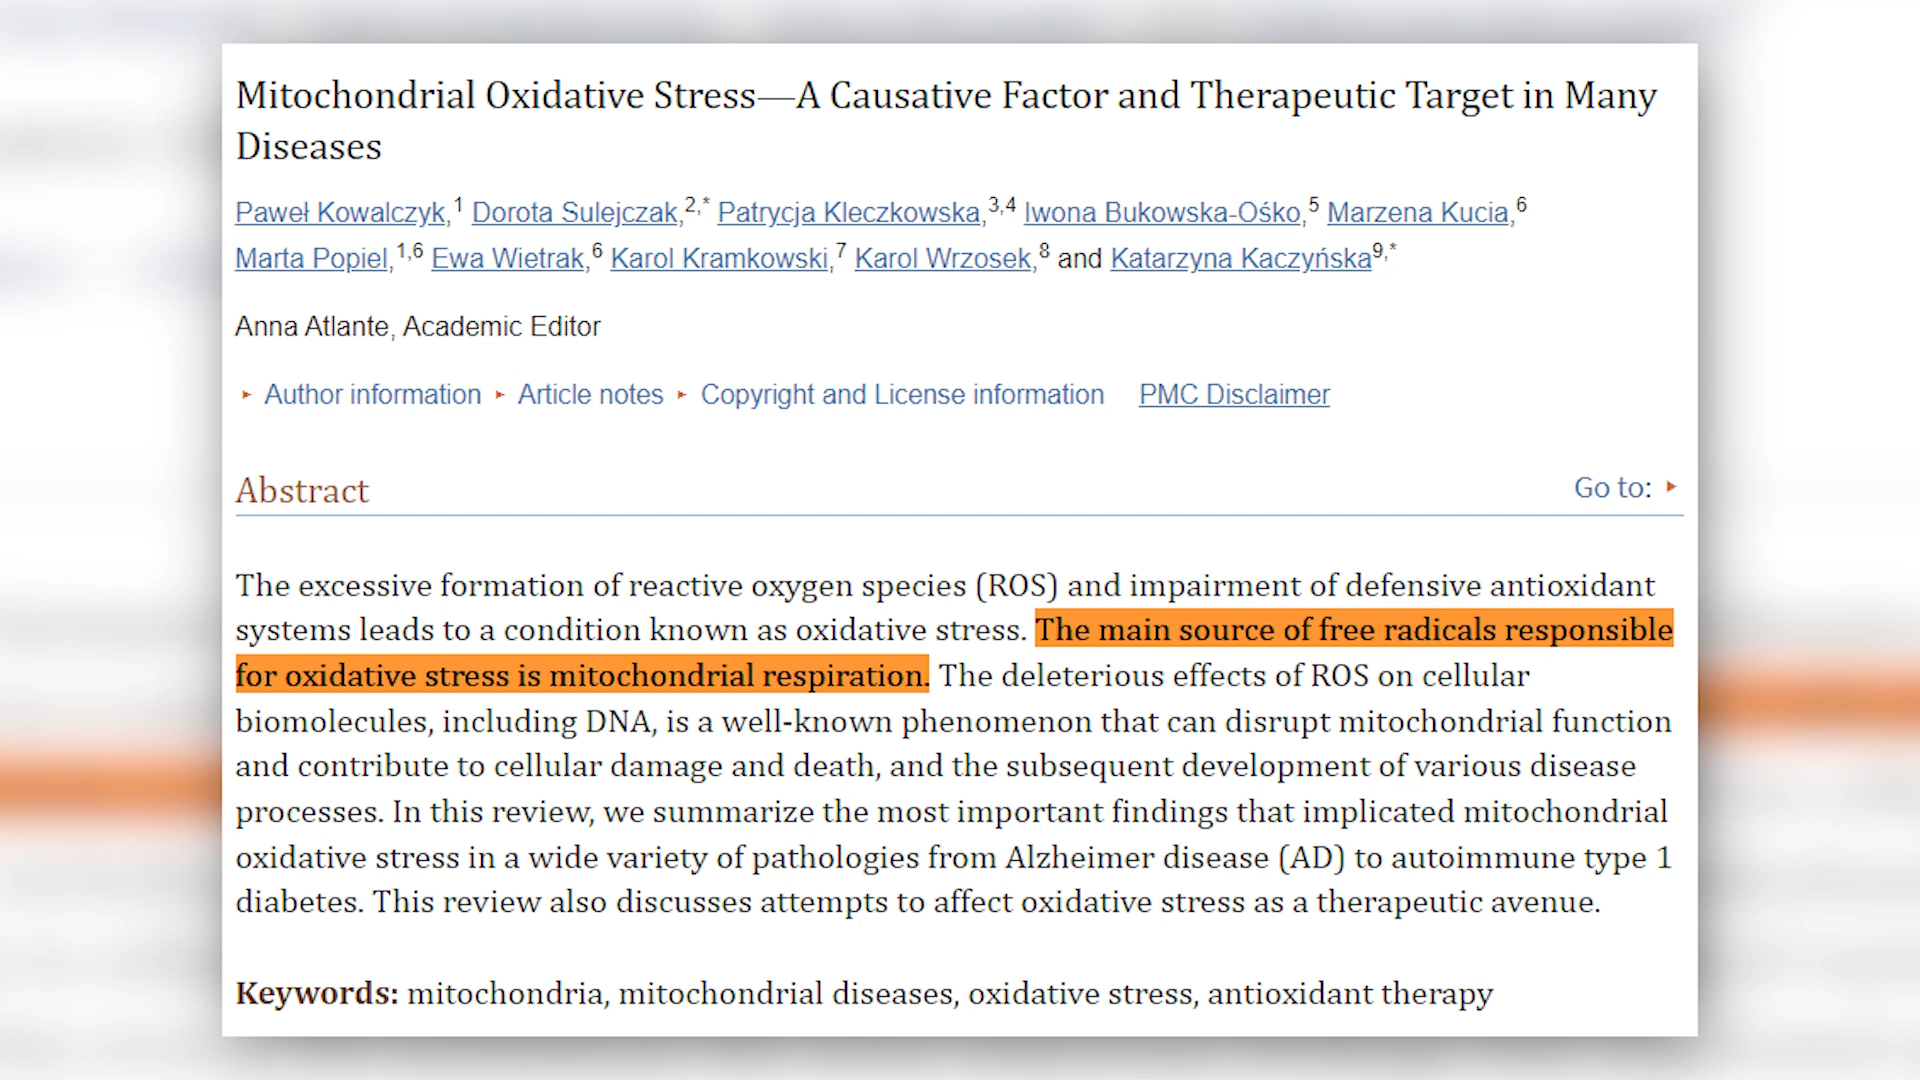 Mitochondrial Oxidative Stress—A Causative Factor and Therapeutic Target in Many
Diseases
Paweł Kowalczyk,1 Dorota Sulejczak,2,* Patrycja Kleczkowska,3,4 Iwona Bukowska-Ośko,5 Marzena Kucia,6
Marta Popiel,1,6 Ewa Wietrak,6 Karol Kramkowski,7 Karol Wrzosek,8 and Katarzyna Kaczyńska9,*
Anna Atlante, Academic Editor
▸ Author information ▸ Article notes ▸ Copyright and License information PMC Disclaimer
Abstract Go to: ▸
The excessive formation of reactive oxygen species (ROS) and impairment of defensive antioxidant
systems leads to a condition known as oxidative stress. The main source of free radicals responsible
for oxidative stress is mitochondrial respiration. The deleterious effects of ROS on cellular
biomolecules, including DNA, is a well-known phenomenon that can disrupt mitochondrial function
and contribute to cellular damage and death, and the subsequent development of various disease
processes. In this review, we summarize the most important findings that implicated mitochondrial
oxidative stress in a wide variety of pathologies from Alzheimer disease (AD) to autoimmune type 1
diabetes. This review also discusses attempts to affect oxidative stress as a therapeutic avenue.
Keywords: mitochondria, mitochondrial diseases, oxidative stress, antioxidant therapy